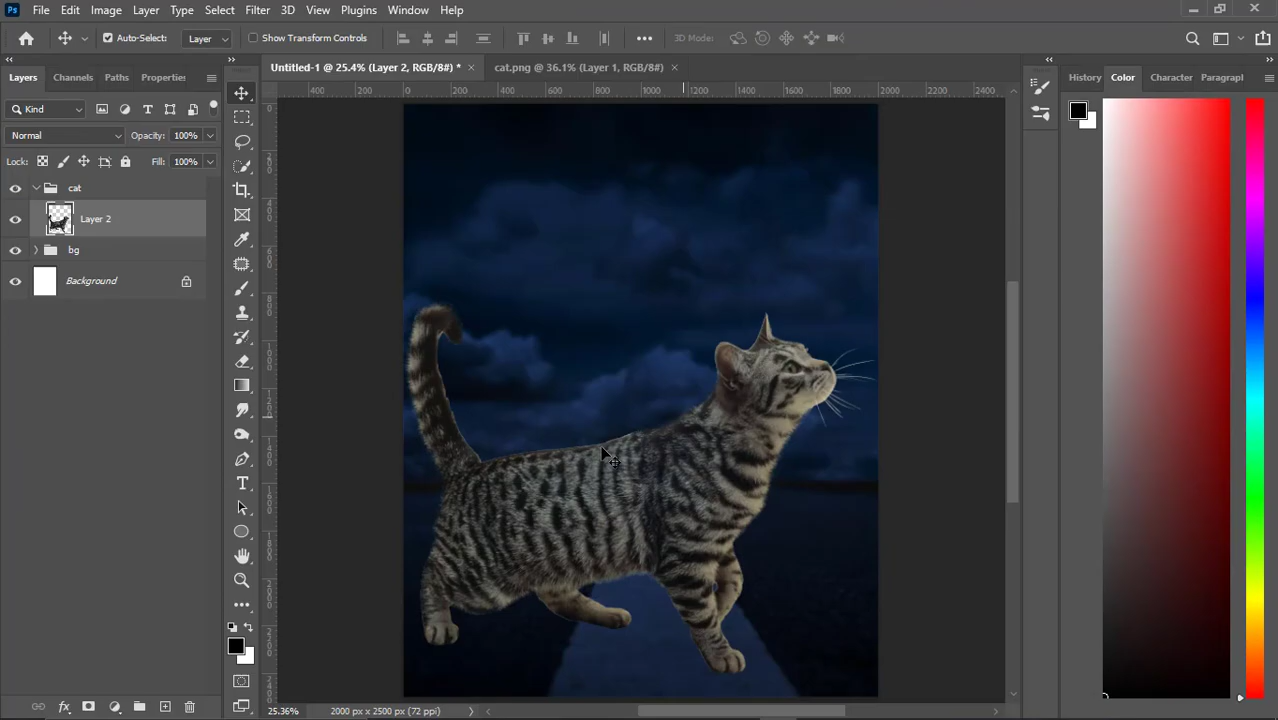 Ps File Edit Image Layer Type Select Filter 3D View Plugins Window Help
Auto-Select: Layer Show Transform Controls 3D Mode:
Layers Channels Paths Properties
Untitled-1 @ 25.4% (Layer 2, RGB/8#) * cat.png @ 36.1% (Layer 1, RGB/8#)
History Color Character Paragraph
400 200 0 200 400 600 800 1000 1200 1400 1600 1800 2000 2200 2400
Kind
Normal Opacity: 100%
Lock: Fill: 100%
cat
Layer 2
bg
Background
fx
25.36% 2000 px x 2500 px (72 ppi)